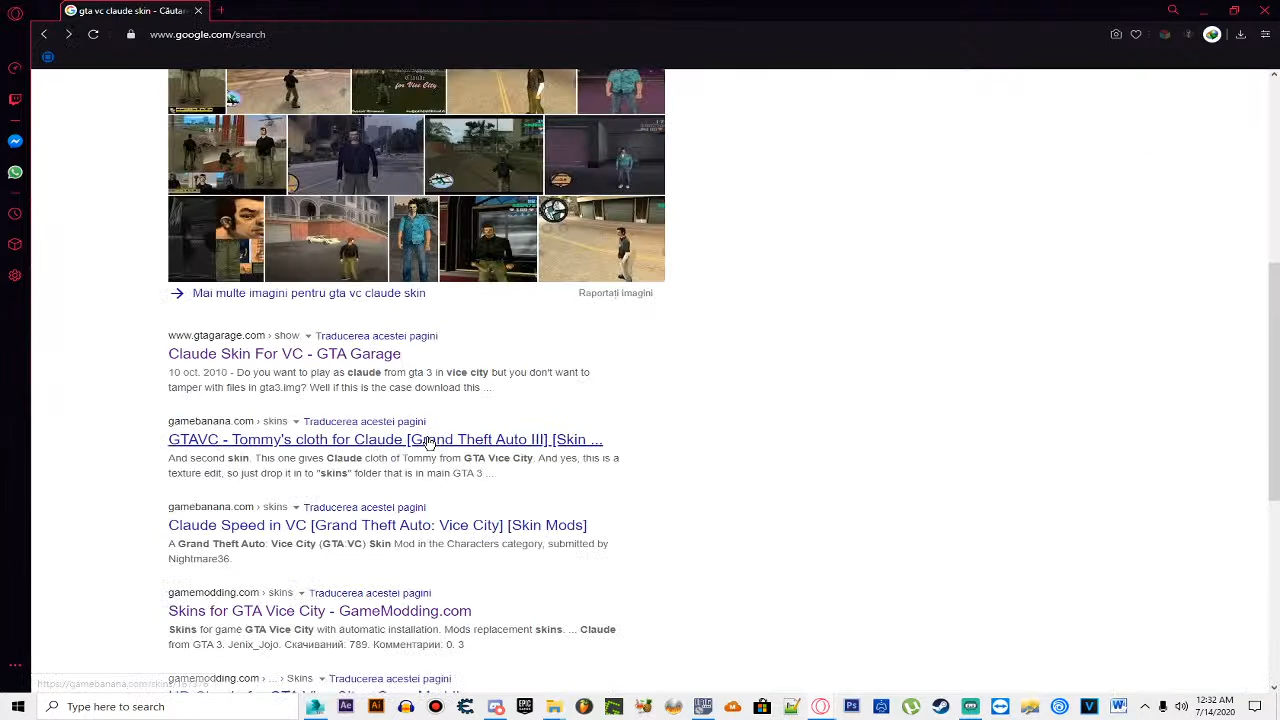 gta vc claude skin - Căuta
www.google.com/search
Claude
for Vice City
Mai multe imagini pentru gta vc claude skin
Raportați imagini
www.gtagarage.com › show Traducerea acestei pagini
Claude Skin For VC - GTA Garage
10 oct. 2010 - Do you want to play as claude from gta 3 in vice city but you don't want to
tamper with files in gta3.img? Well if this is the case download this ...
gamebanana.com › skins Traducerea acestei pagini
GTAVC - Tommy's cloth for Claude [Grand Theft Auto III] [Skin ...
And second skin. This one gives Claude cloth of Tommy from GTA Vice City. And yes, this is a
texture edit, so just drop it in to "skins" folder that is in main GTA 3 ...
gamebanana.com › skins Traducerea acestei pagini
Claude Speed in VC [Grand Theft Auto: Vice City] [Skin Mods]
A Grand Theft Auto: Vice City (GTA:VC) Skin Mod in the Characters category, submitted by
Nightmare36.
gamemodding.com › skins Traducerea acestei pagini
Skins for GTA Vice City - GameModding.com
Skins for game GTA Vice City with automatic installation. Mods replacement skins. ... Claude
from GTA 3. Jenix_Jojo. Скачиваний: 789. Комментарии: 0. 3
gamemodding.com › ... › Skins Traducerea acestei pagini
Type here to search
12:32 AM
7/14/2020